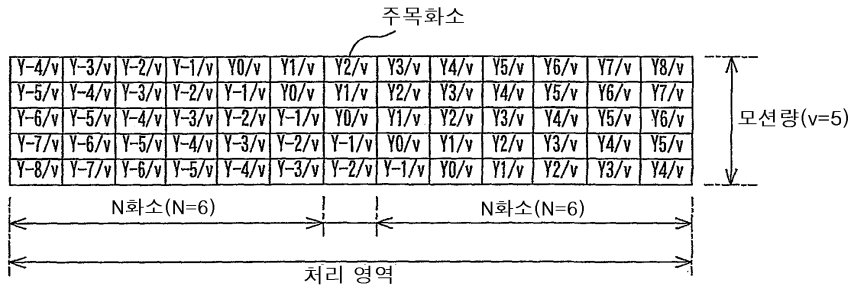 주목화소
Y-4/v Y-3/v Y-2/v Y-1/v Y0/v Y1/v Y2/v Y3/v Y4/v Y5/v Y6/v Y7/v Y8/v
Y-5/v Y-4/v Y-3/v Y-2/v Y-1/v Y0/v Y1/v Y2/v Y3/v Y4/v Y5/v Y6/v Y7/v
Y-6/v Y-5/v Y-4/v Y-3/v Y-2/v Y-1/v Y0/v Y1/v Y2/v Y3/v Y4/v Y5/v Y6/v
모션량(v=5)
Y-7/v Y-6/v Y-5/v Y-4/v Y-3/v Y-2/v Y-1/v Y0/v Y1/v Y2/v Y3/v Y4/v Y5/v
Y-8/v Y-7/v Y-6/v Y-5/v Y-4/v Y-3/v Y-2/v Y-1/v Y0/v Y1/v Y2/v Y3/v Y4/v
N화소(N=6) N화소(N=6)
처리 영역